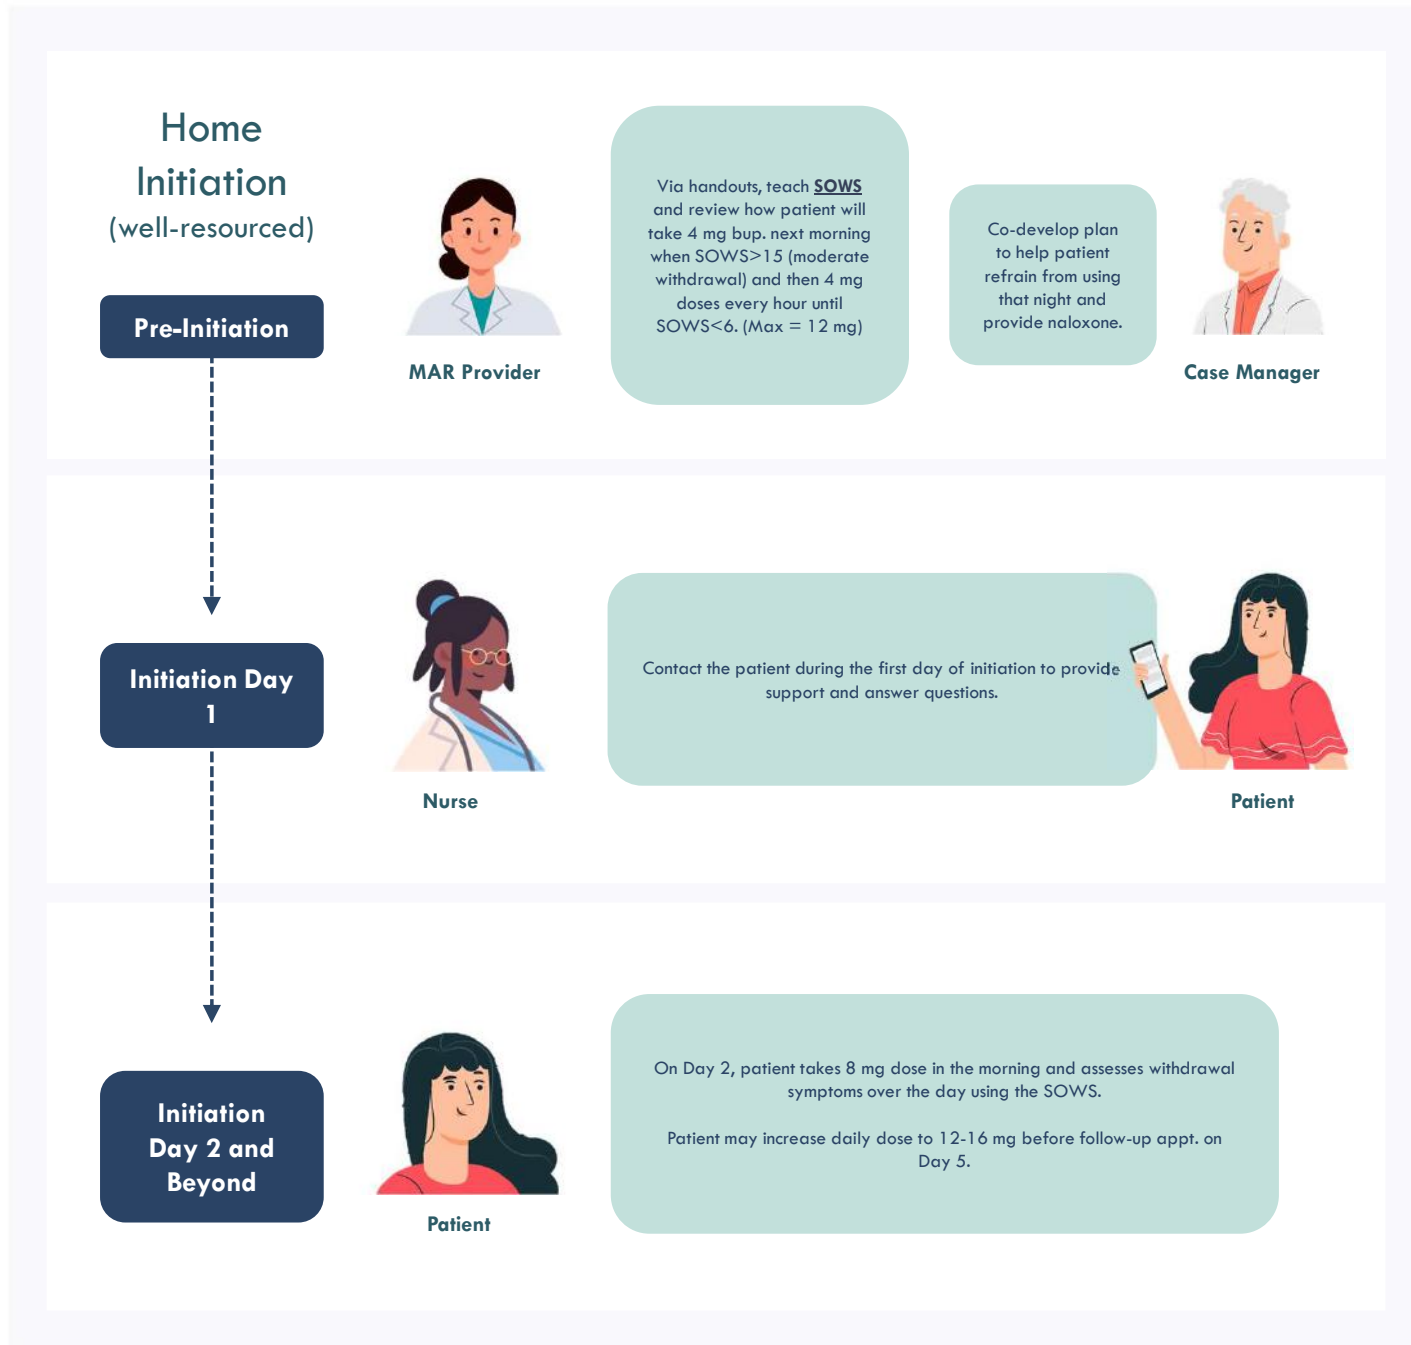 Home
Initiation
(well-resourced)
Pre-Initiation
MAR Provider
Via handouts, teach SOWS
and review how patient will
take 4 mg bup. next morning
when SOWS>15 (moderate
withdrawal) and then 4 mg
doses every hour until
SOWS<6. (Max = 12 mg)
Co-develop plan
to help patient
refrain from using
that night and
provide naloxone.
Case Manager
Initiation Day
1
Nurse
Contact the patient during the first day of initiation to provide
support and answer questions.
Patient
Initiation
Day 2 and
Beyond
Patient
On Day 2, patient takes 8 mg dose in the morning and assesses withdrawal
symptoms over the day using the SOWS.
Patient may increase daily dose to 12-16 mg before follow-up appt. on
Day 5.